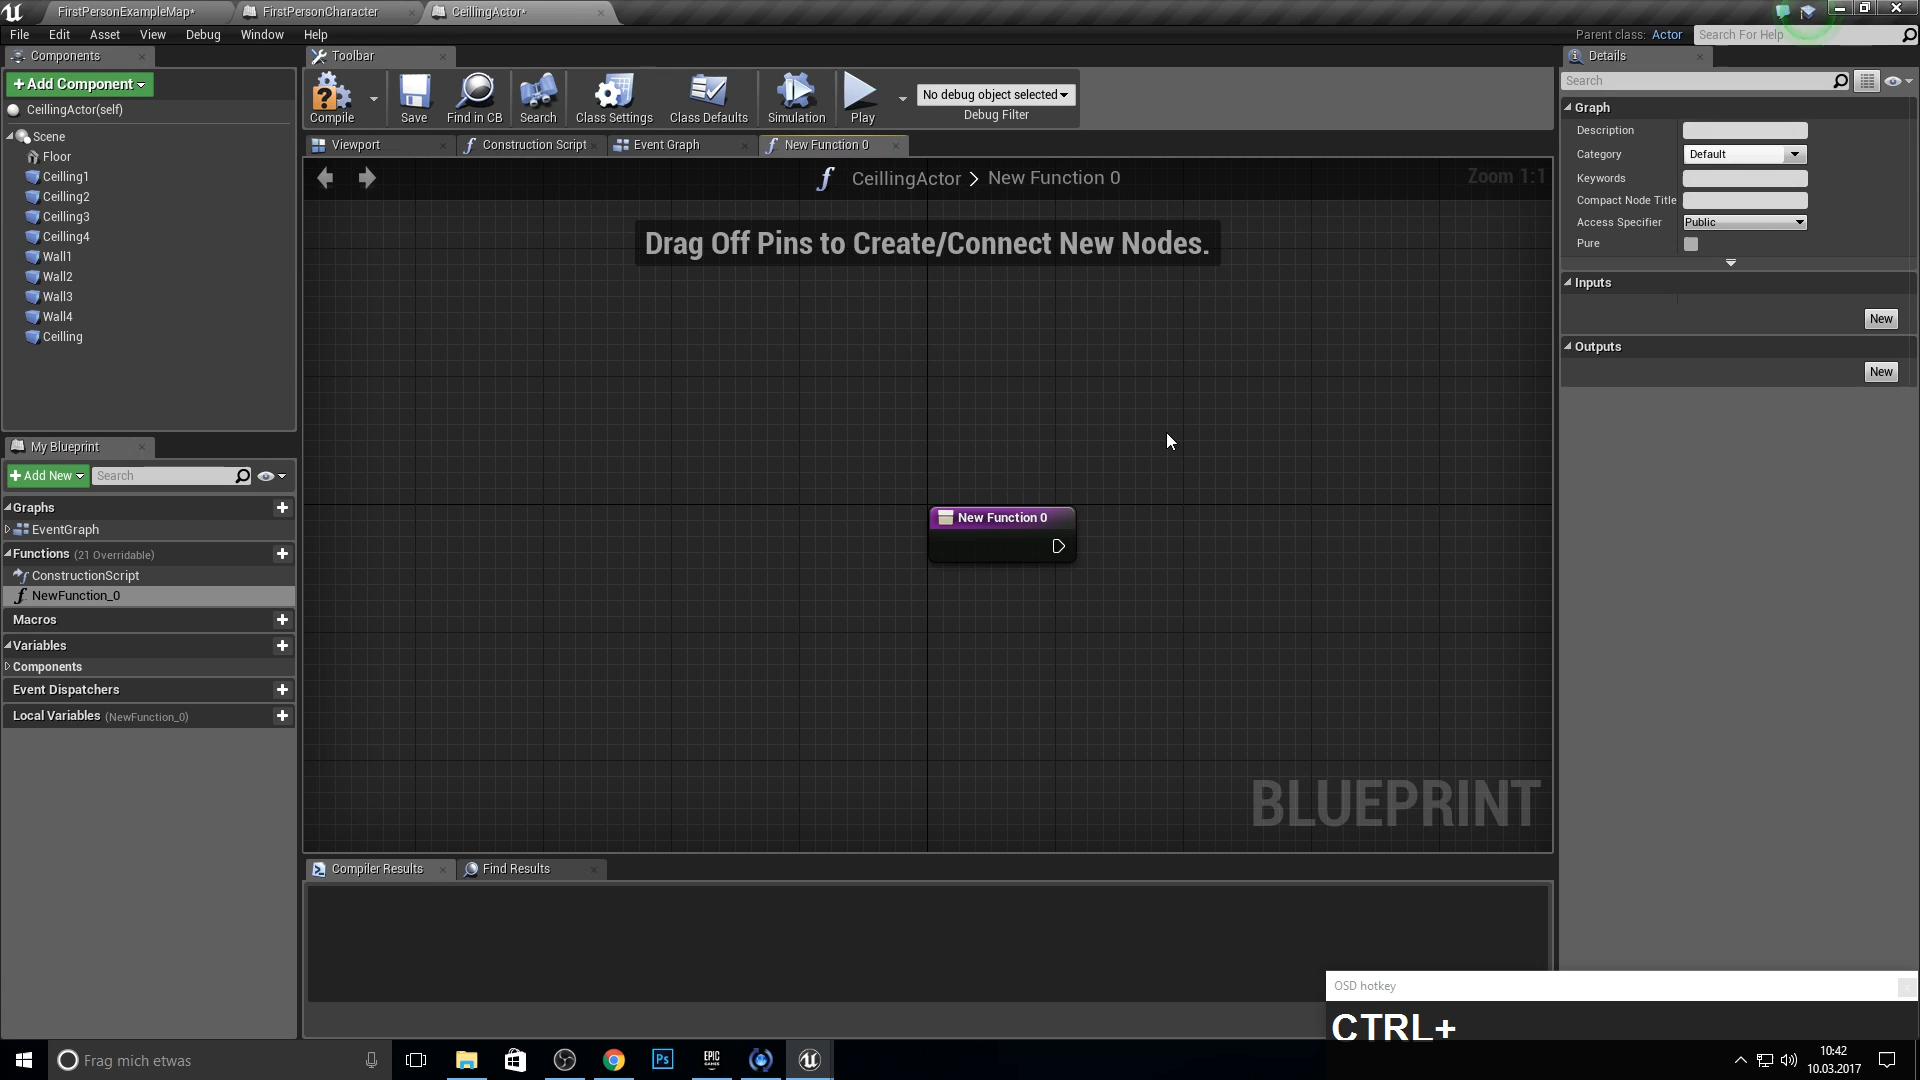 FirstPersonExampleMap*
FirstPersonCharacter
CeillingActor*
File Edit Asset View Debug Window Help
Parent class: Actor
Search For Help
Components
Toolbar
Details
+Add Component
CeillingActor(self)
Scene
Floor
Ceilling1
Ceilling2
Ceilling3
Ceilling4
Wall1
Wall2
Wall3
Wall4
Ceilling
Compile
Save
Find in CB
Search
Class Settings
Class Defaults
Simulation
Play
No debug object selected
Debug Filter
Viewport
Construction Script
Event Graph
New Function 0
CeillingActor > New Function 0
Zoom 1:1
Drag Off Pins to Create/Connect New Nodes.
New Function 0
BLUEPRINT
Search
Graph
Description
Category Default
Keywords
Compact Node Title
Access Specifier Public
Pure
Inputs
New
Outputs
New
My Blueprint
+Add New
Search
Graphs
EventGraph
Functions (21 Overridable)
ConstructionScript
NewFunction_0
Macros
Variables
Components
Event Dispatchers
Local Variables (NewFunction_0)
Compiler Results
Find Results
OSD hotkey
CTRL+
Frag mich etwas
Ps
EPIC
GAMES
10:42
10.03.2017